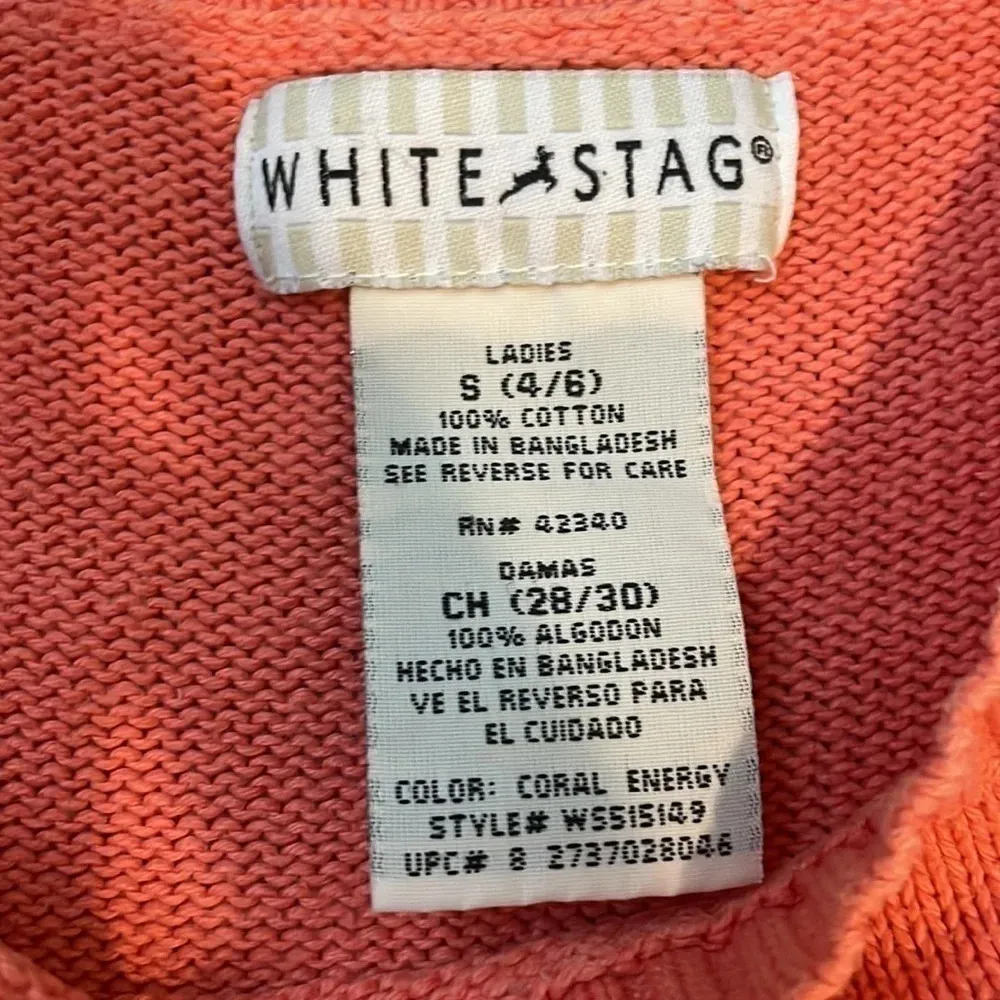 WHITE STAG®
LADIES
S (4/6)
100% COTTON
MADE IN BANGLADESH
SEE REVERSE FOR CARE
RN# 42340
DAMAS
CH (28/30)
100% ALGODON
HECHO EN BANGLADESH
VE EL REVERSO PARA
EL CUIDADO
COLOR: CORAL ENERGY
STYLE# WS515149
UPC# 8 2737028046